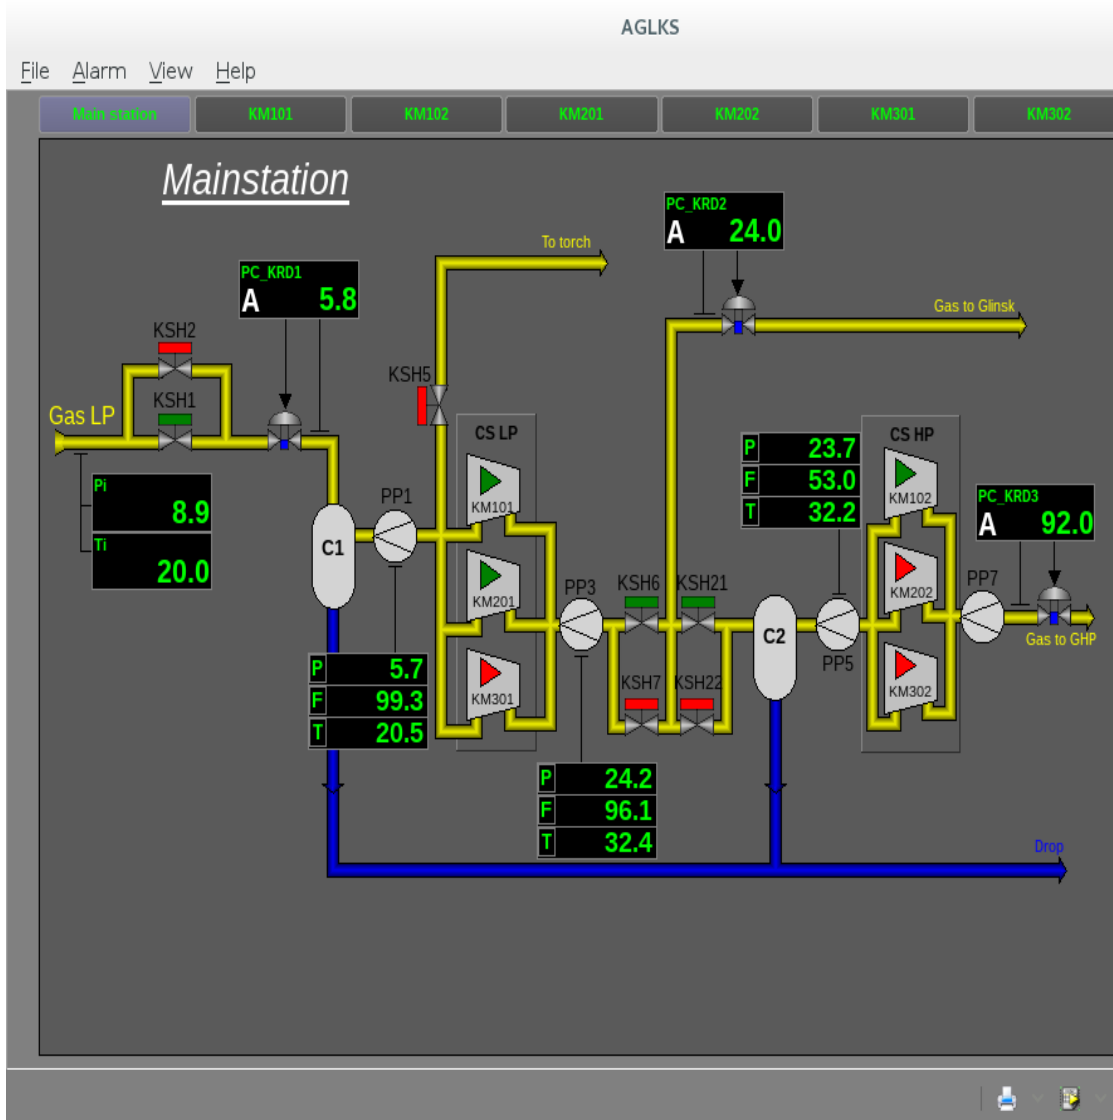 AGLKS
File Alarm View Help
Main station KM101 KM102 KM201 KM202 KM301 KM302
Mainstation
PC_KRD2
A 24.0
To torch
PC_KRD1
A 5.8
Gas to Glinsk
KSH2
KSH5
KSH1
Gas LP
CS LP
CS HP
P 23.7
F 53.0
T 32.2
Pi
8.9
Ti
20.0
PP1
KM101
KM102
PC_KRD3
A 92.0
C1
KM201
PP3
KSH6
KSH21
KM202
PP7
C2
Gas to GHP
PP5
P 5.7
F 99.3
T 20.5
KM301
KSH7
KSH22
KM302
P 24.2
F 96.1
T 32.4
Drop